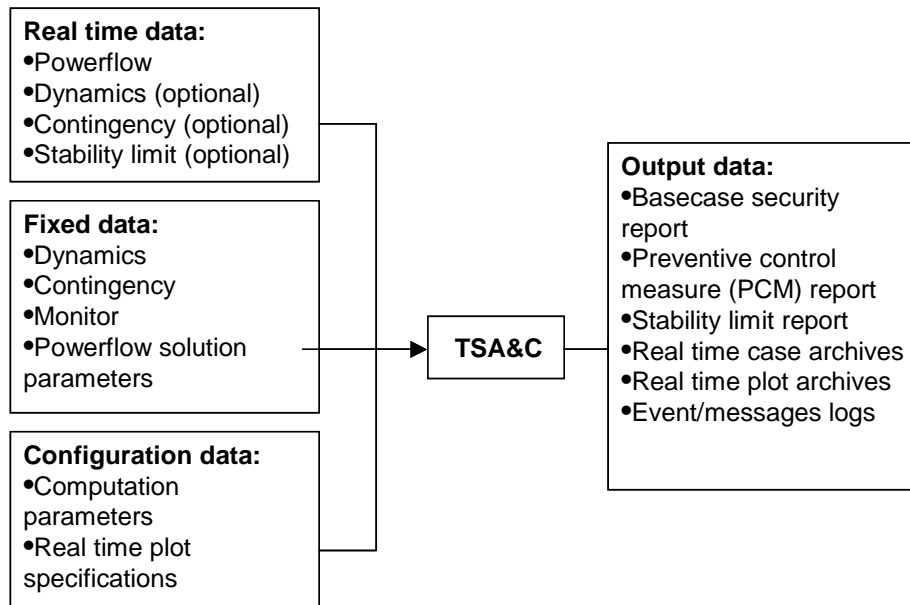 Real time data:
•Powerflow
•Dynamics (optional)
•Contingency (optional)
•Stability limit (optional)
Fixed data:
•Dynamics
•Contingency
•Monitor
•Powerflow solution
parameters
Configuration data:
•Computation
parameters
•Real time plot
specifications
TSA&C
Output data:
•Basecase security
report
•Preventive control
measure (PCM) report
•Stability limit report
•Real time case archives
•Real time plot archives
•Event/messages logs